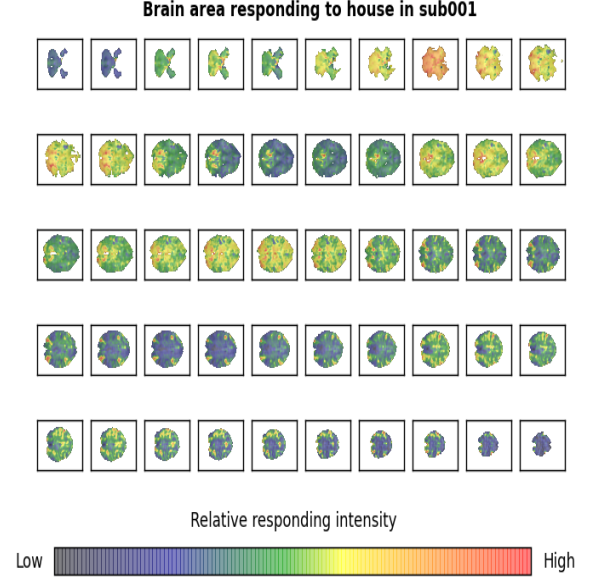 Brain area responding to house in sub001
Relative responding intensity
Low
High